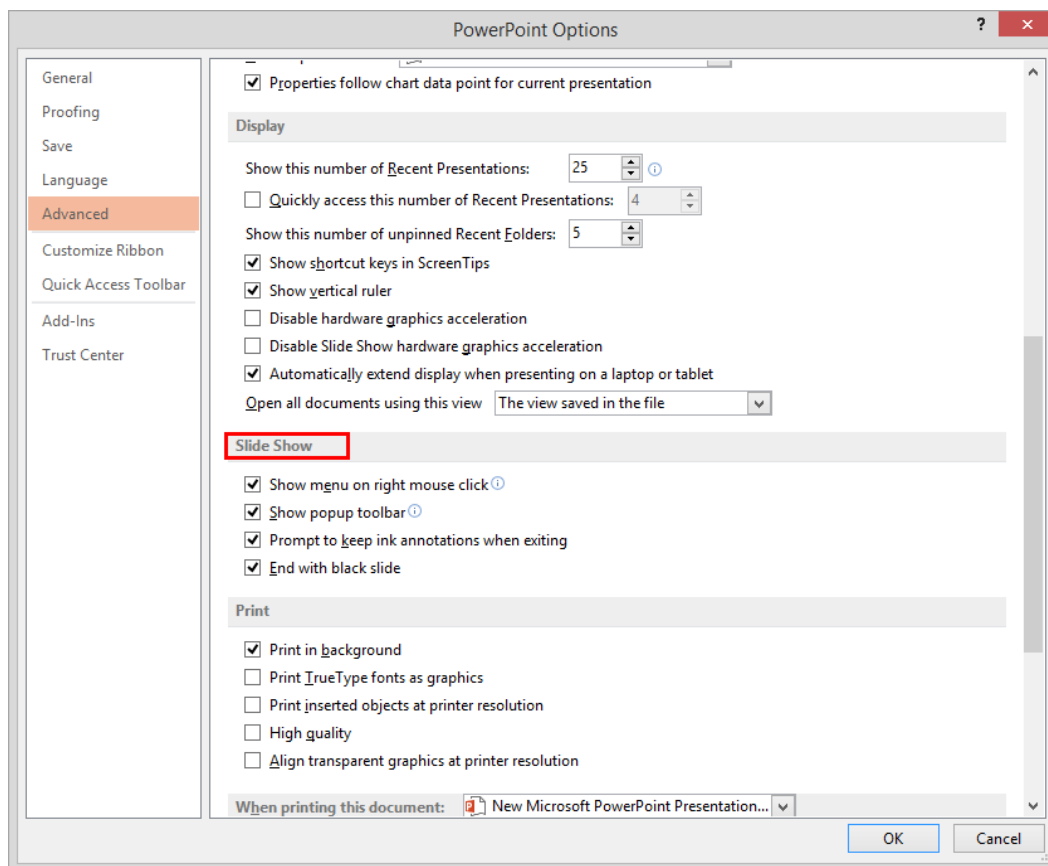 PowerPoint Options
?
General
Proofing
Save
Language
Advanced
Customize Ribbon
Quick Access Toolbar
Add-Ins
Trust Center
Properties follow chart data point for current presentation
Display
Show this number of Recent Presentations: 25
Quickly access this number of Recent Presentations: 4
Show this number of unpinned Recent Folders: 5
Show shortcut keys in ScreenTips
Show vertical ruler
Disable hardware graphics acceleration
Disable Slide Show hardware graphics acceleration
Automatically extend display when presenting on a laptop or tablet
Open all documents using this view The view saved in the file
Slide Show
Show menu on right mouse click
Show popup toolbar
Prompt to keep ink annotations when exiting
End with black slide
Print
Print in background
Print TrueType fonts as graphics
Print inserted objects at printer resolution
High quality
Align transparent graphics at printer resolution
When printing this document: New Microsoft PowerPoint Presentation...
OK Cancel